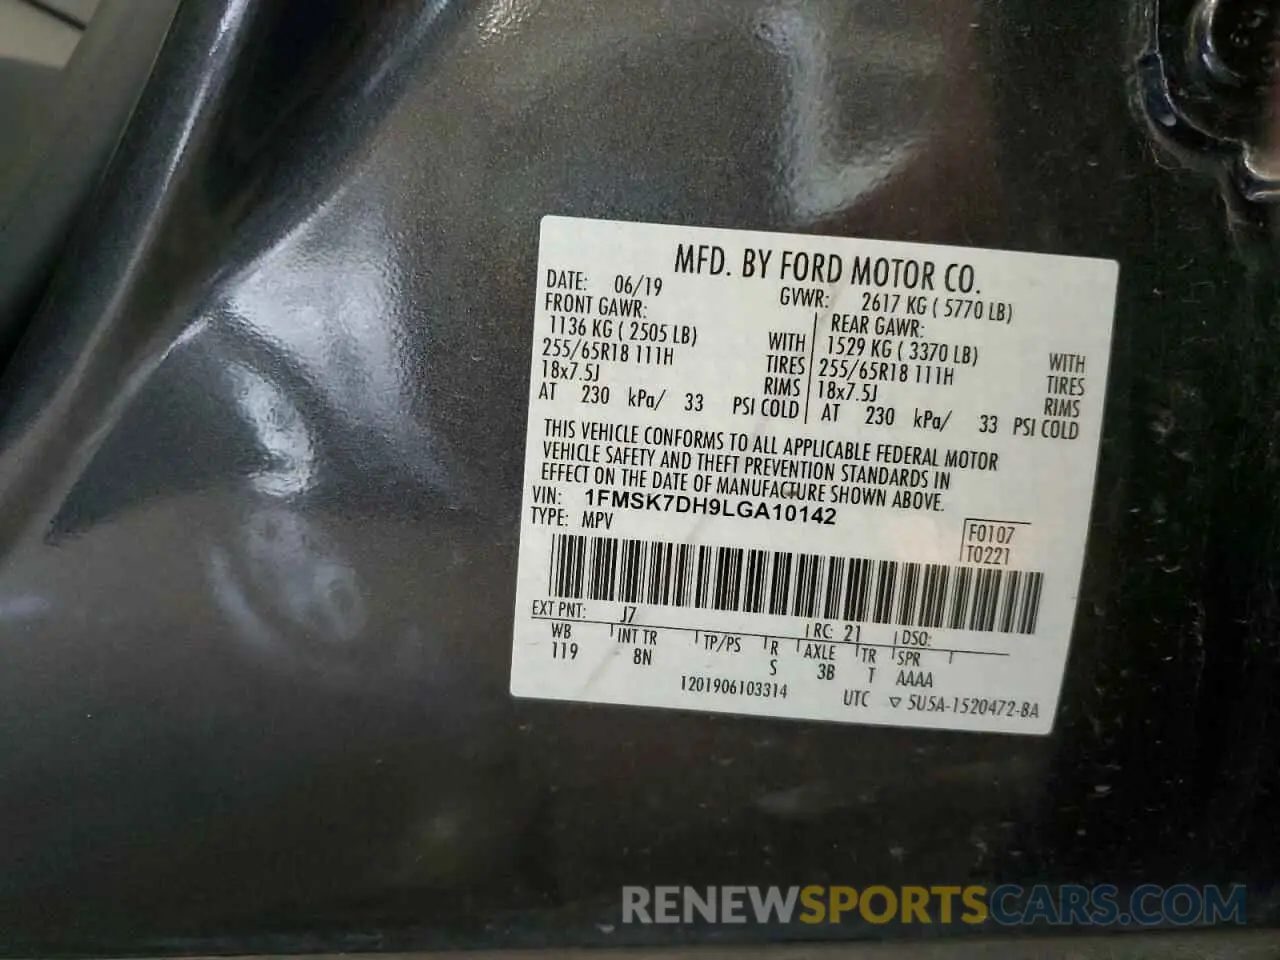 MFD. BY FORD MOTOR CO.
DATE: 06/19 GVWR: 2617 KG ( 5770 LB)
FRONT GAWR: REAR GAWR:
1136 KG ( 2505 LB) WITH 1529 KG ( 3370 LB) WITH
255/65R18 111H TIRES 255/65R18 111H TIRES
18x7.5J RIMS 18x7.5J RIMS
AT 230 kPa/ 33 PSI COLD AT 230 kPa/ 33 PSI COLD
THIS VEHICLE CONFORMS TO ALL APPLICABLE FEDERAL MOTOR
VEHICLE SAFETY AND THEFT PREVENTION STANDARDS IN
EFFECT ON THE DATE OF MANUFACTURE SHOWN ABOVE.
VIN: 1FMSK7DH9LGA10142
TYPE: MPV
F0107
T0221
EXT PNT: J7 RC: 21 DSO:
WB INT TR TP/PS R AXLE TR SPR
119 8N S 3B T AAAA
1201906103314 UTC ▽ 5U5A-1520472-BA
RENEWSPORTSCARS.COM